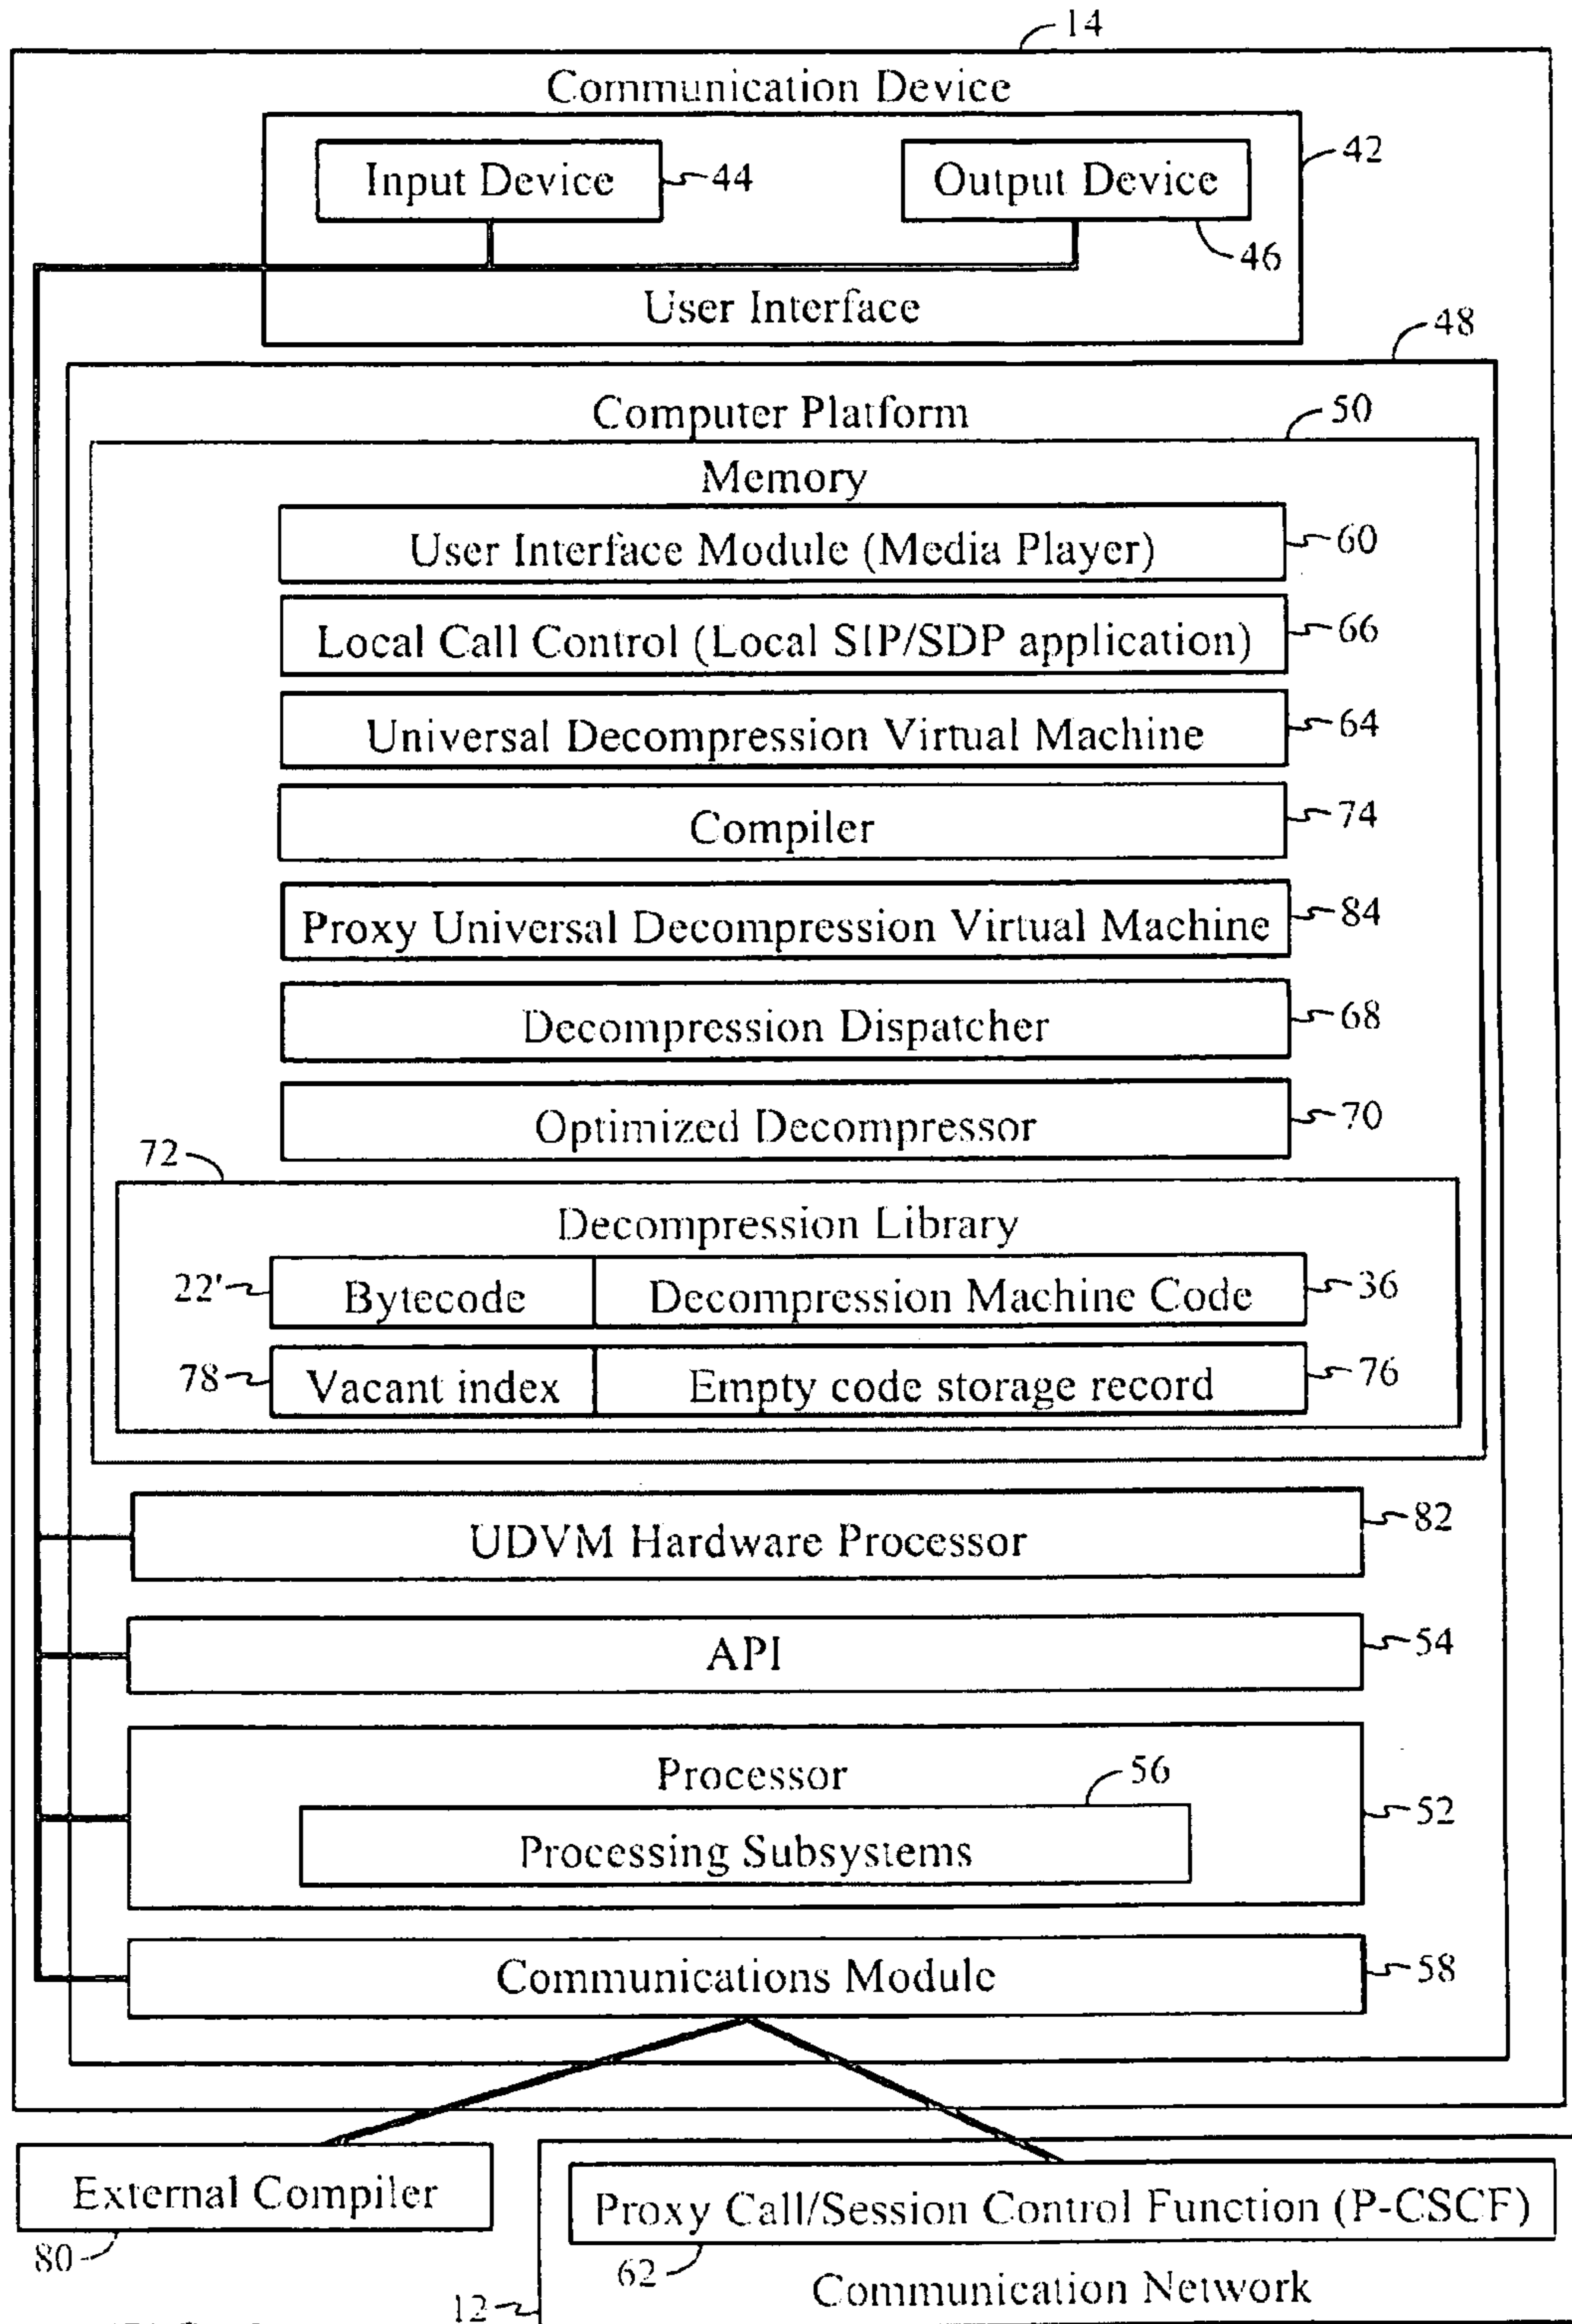 14
Communication Device
Input Device
44
Output Device
42
46
User Interface
48
Computer Platform
50
Memory
User Interface Module (Media Player)
60
Local Call Control (Local SIP/SDP application)
66
Universal Decompression Virtual Machine
64
Compiler
74
Proxy Universal Decompression Virtual Machine
84
Decompression Dispatcher
68
Optimized Decompressor
70
72
Decompression Library
22'
Bytecode
Decompression Machine Code
36
78
Vacant index
Empty code storage record
76
UDVM Hardware Processor
82
API
54
Processor
56
Processing Subsystems
52
Communications Module
58
External Compiler
80
Proxy Call/Session Control Function (P-CSCF)
62
Communication Network
12